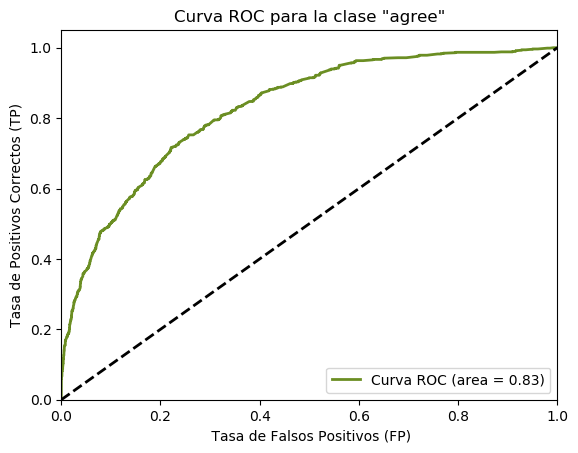 Curva ROC para la clase "agree"
Tasa de Positivos Correctos (TP)
1.0
0.8
0.6
0.4
0.2
0.0
Curva ROC (area = 0.83)
0.0 0.2 0.4 0.6 0.8 1.0
Tasa de Falsos Positivos (FP)